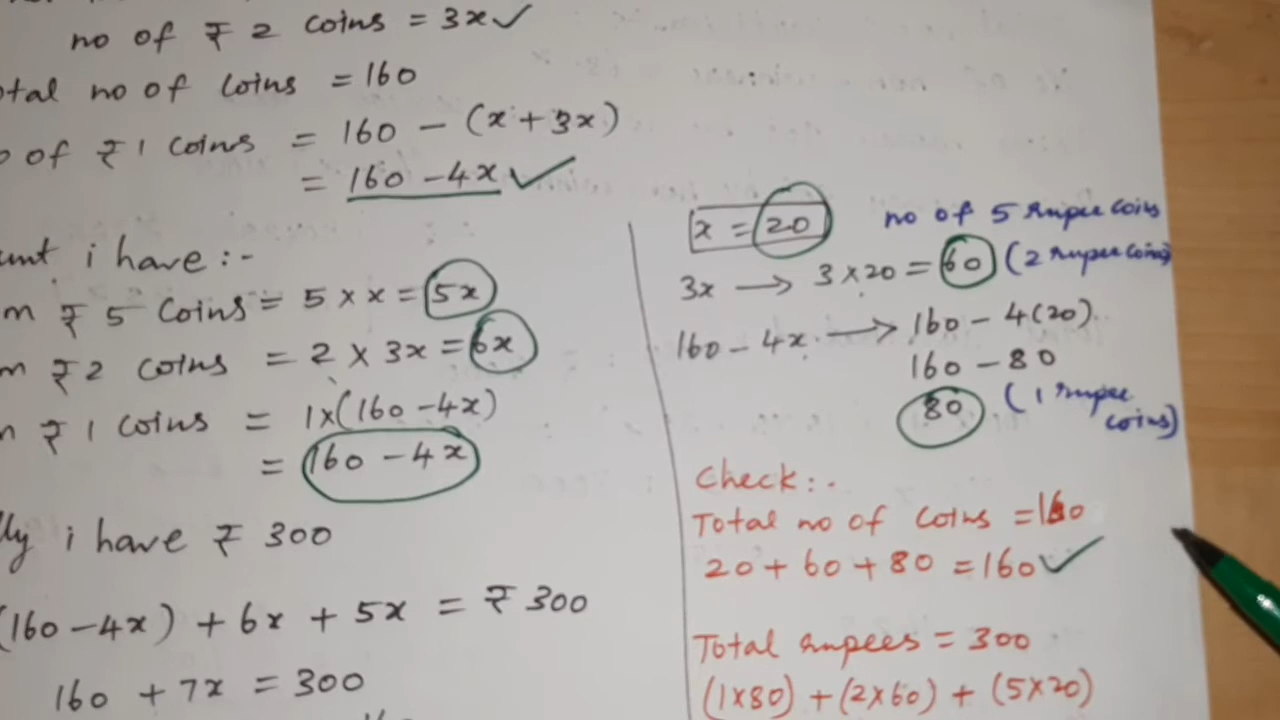 no of ₹ 2 coins = 3x ✓
otal no of Coins = 160
o of ₹ 1 coins = 160 - (x + 3x)
= 160 - 4x ✓
unt i have :-
m ₹ 5 Coins = 5 × x = 5x
m ₹ 2 coins = 2 × 3x = 6x
m ₹ 1 coins = 1×(160 - 4x)
= 160 - 4x
lly i have ₹ 300
(160 - 4x) + 6x + 5x = ₹ 300
160 + 7x = 300
x = 20 no of 5 rupee coins
3x → 3 × 20 = 60 (2 rupee coins)
160 - 4x → 160 - 4(20)
160 - 80
80 (1 rupee
coins)
Check :-
Total no of coins = 160
20 + 60 + 80 = 160 ✓
Total rupees = 300
(1×80) + (2×60) + (5×20)